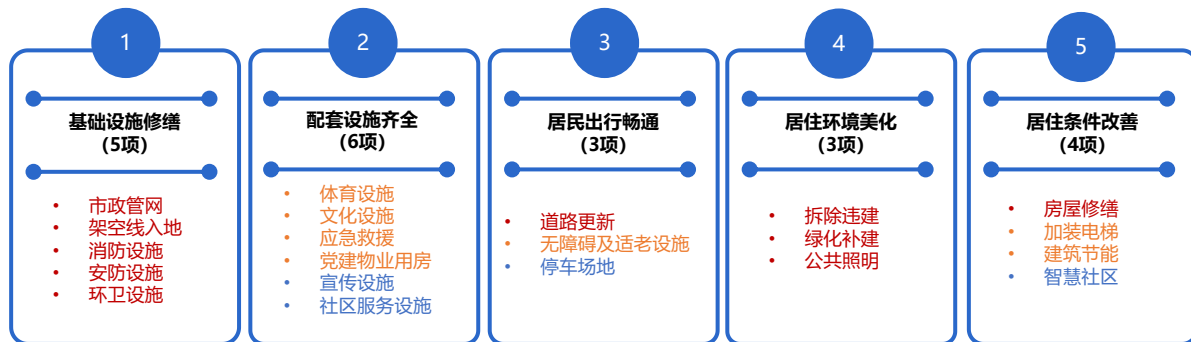 1
基础设施修缮
（5项）
• 市政管网
• 架空线入地
• 消防设施
• 安防设施
• 环卫设施
2
配套设施齐全
（6项）
• 体育设施
• 文化设施
• 应急救援
• 党建物业用房
• 宣传设施
• 社区服务设施
3
居民出行畅通
（3项）
• 道路更新
• 无障碍及适老设施
• 停车场地
4
居住环境美化
（3项）
• 拆除违建
• 绿化补建
• 公共照明
5
居住条件改善
（4项）
• 房屋修缮
• 加装电梯
• 建筑节能
• 智慧社区